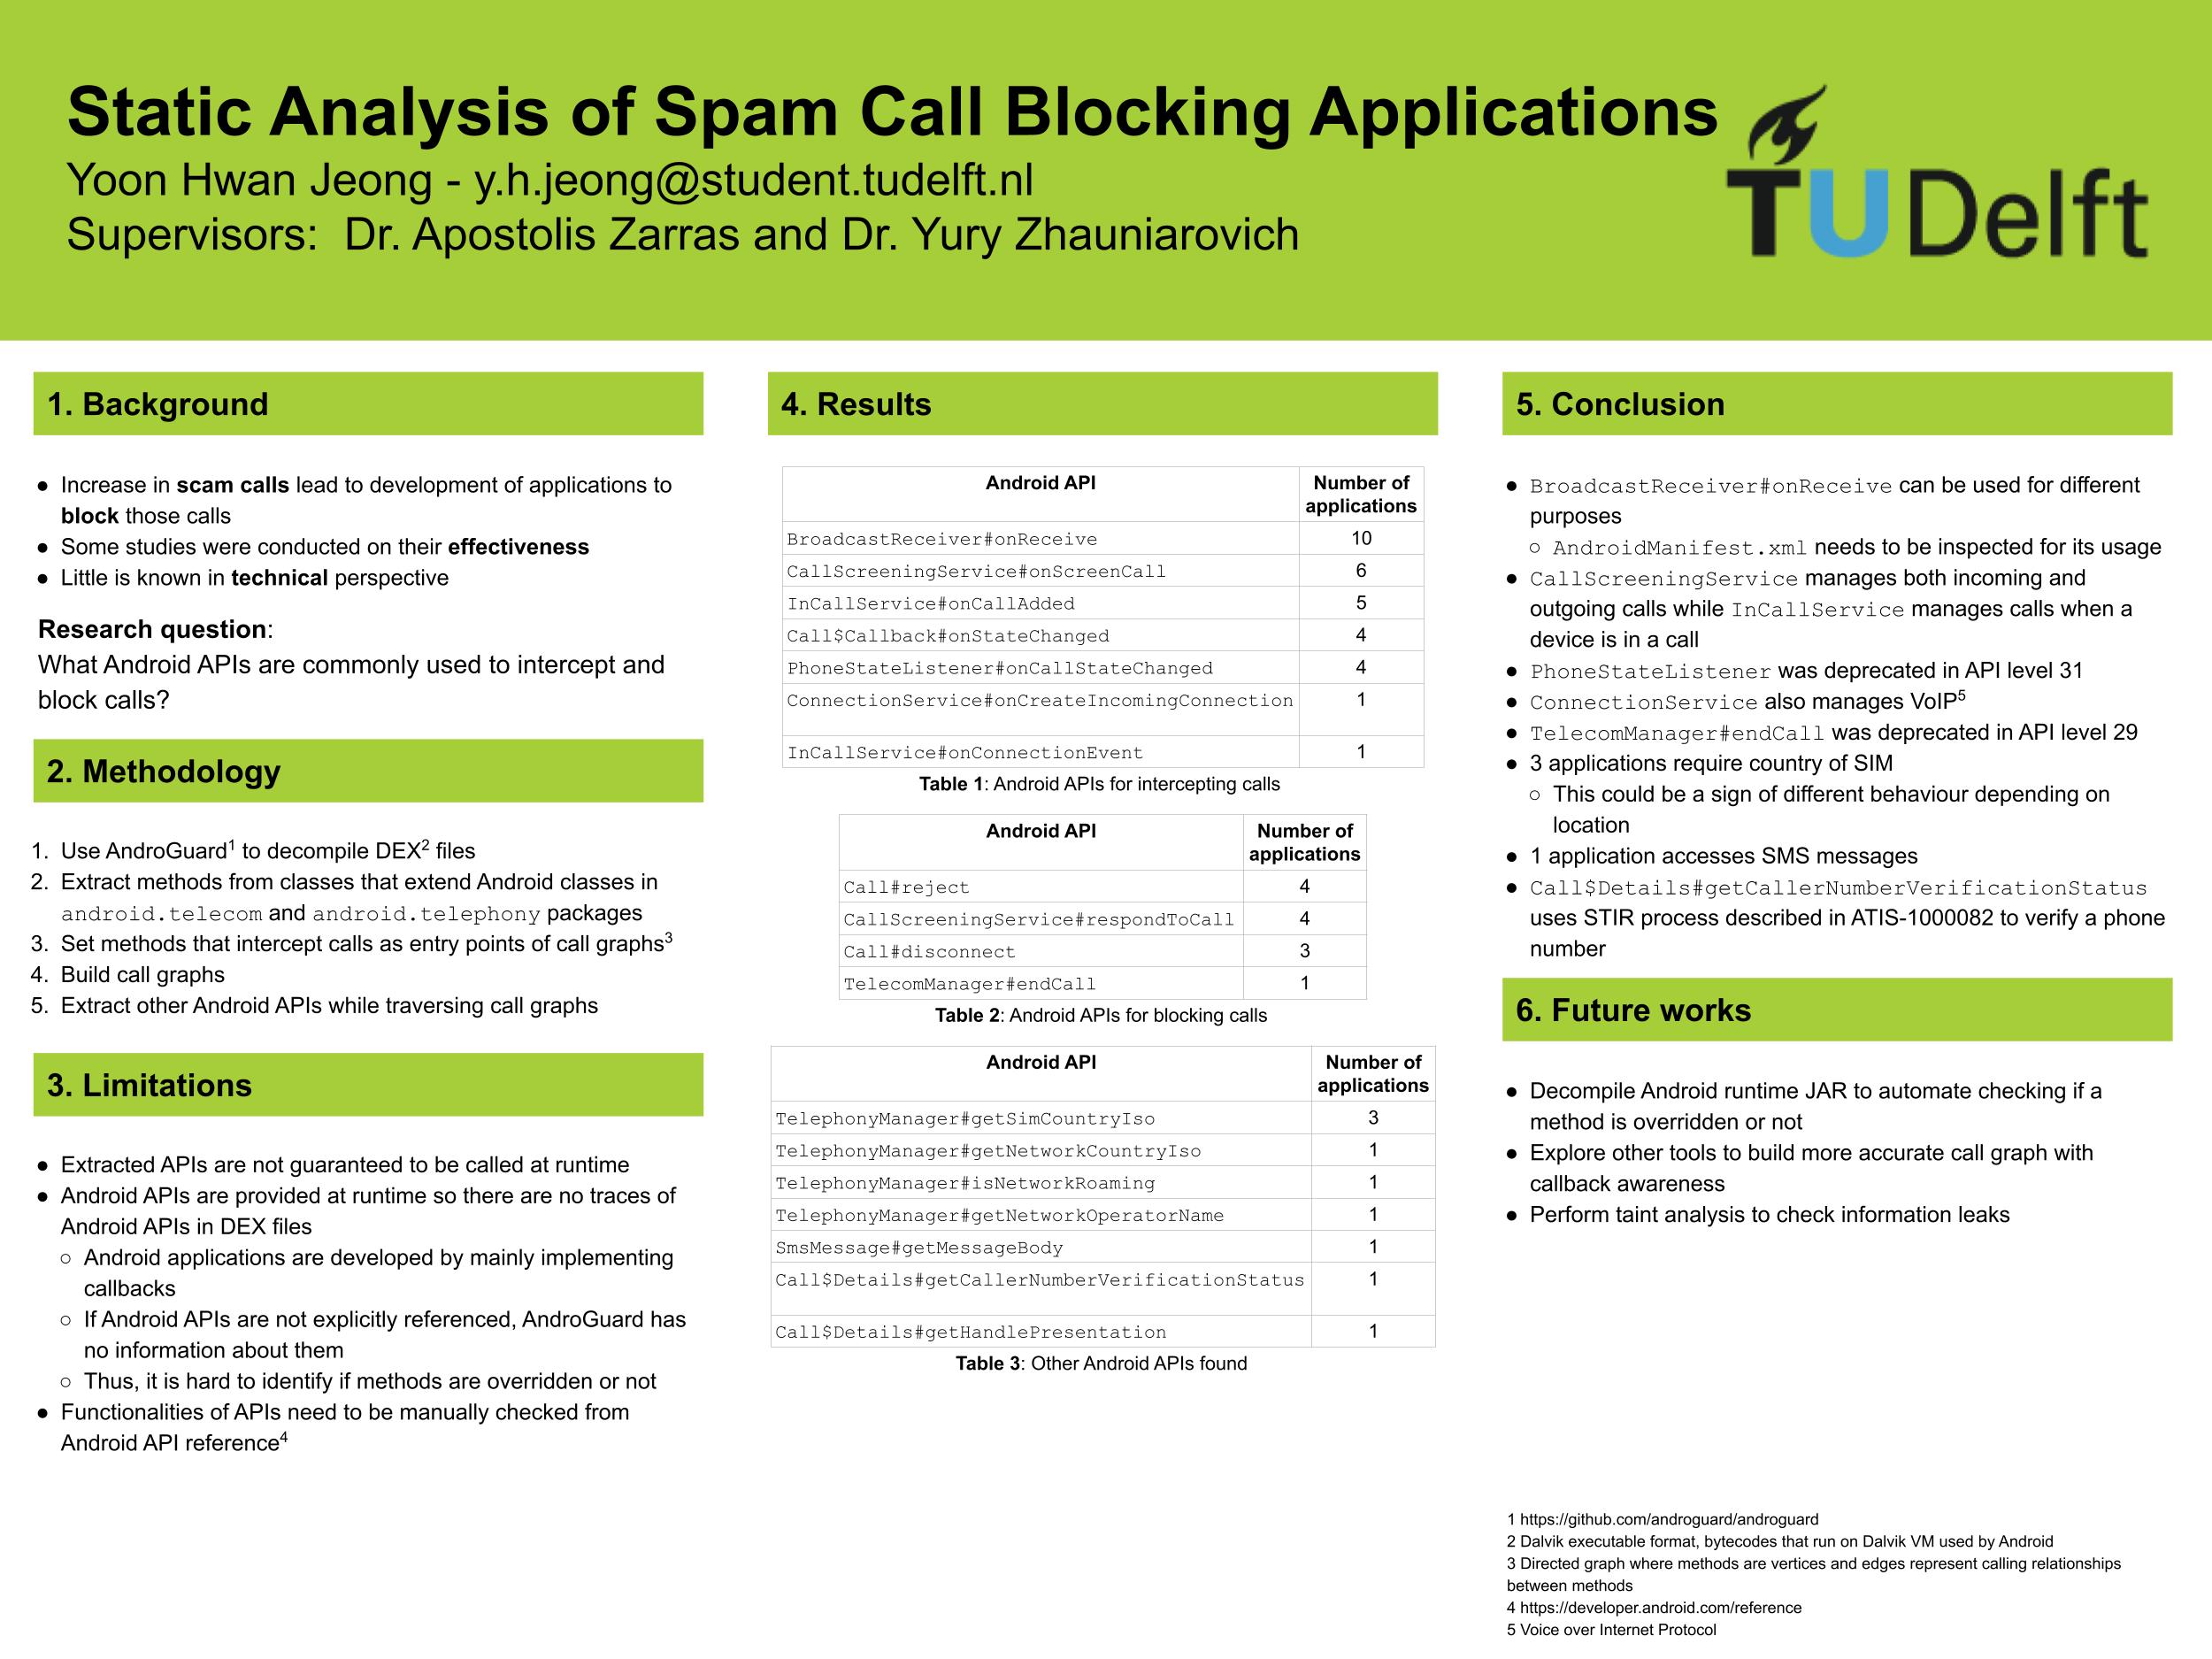 Static Analysis of Spam Call Blocking Applications
Yoon Hwan Jeong - y.h.jeong@student.tudelft.nl
Supervisors: Dr. Apostolis Zarras and Dr. Yury Zhauniarovich
TU Delft
1. Background
● Increase in scam calls lead to development of applications to
block those calls
● Some studies were conducted on their effectiveness
● Little is known in technical perspective
Research question:
What Android APIs are commonly used to intercept and
block calls?
2. Methodology
1. Use AndroGuard¹ to decompile DEX² files
2. Extract methods from classes that extend Android classes in
android.telecom and android.telephony packages
3. Set methods that intercept calls as entry points of call graphs³
4. Build call graphs
5. Extract other Android APIs while traversing call graphs
3. Limitations
● Extracted APIs are not guaranteed to be called at runtime
● Android APIs are provided at runtime so there are no traces of
Android APIs in DEX files
○ Android applications are developed by mainly implementing
callbacks
○ If Android APIs are not explicitly referenced, AndroGuard has
no information about them
○ Thus, it is hard to identify if methods are overridden or not
● Functionalities of APIs need to be manually checked from
Android API reference⁴
4. Results
Android API Number of
applications
BroadcastReceiver#onReceive 10
CallScreeningService#onScreenCall 6
InCallService#onCallAdded 5
Call$Callback#onStateChanged 4
PhoneStateListener#onCallStateChanged 4
ConnectionService#onCreateIncomingConnection 1
InCallService#onConnectionEvent 1
Table 1: Android APIs for intercepting calls
Android API Number of
applications
Call#reject 4
CallScreeningService#respondToCall 4
Call#disconnect 3
TelecomManager#endCall 1
Table 2: Android APIs for blocking calls
Android API Number of
applications
TelephonyManager#getSimCountryIso 3
TelephonyManager#getNetworkCountryIso 1
TelephonyManager#isNetworkRoaming 1
TelephonyManager#getNetworkOperatorName 1
SmsMessage#getMessageBody 1
Call$Details#getCallerNumberVerificationStatus 1
Call$Details#getHandlePresentation 1
Table 3: Other Android APIs found
5. Conclusion
● BroadcastReceiver#onReceive can be used for different
purposes
○ AndroidManifest.xml needs to be inspected for its usage
● CallScreeningService manages both incoming and
outgoing calls while InCallService manages calls when a
device is in a call
● PhoneStateListener was deprecated in API level 31
● ConnectionService also manages VoIP⁵
● TelecomManager#endCall was deprecated in API level 29
● 3 applications require country of SIM
○ This could be a sign of different behaviour depending on
location
● 1 application accesses SMS messages
● Call$Details#getCallerNumberVerificationStatus
uses STIR process described in ATIS-1000082 to verify a phone
number
6. Future works
● Decompile Android runtime JAR to automate checking if a
method is overridden or not
● Explore other tools to build more accurate call graph with
callback awareness
● Perform taint analysis to check information leaks
1 https://github.com/androguard/androguard
2 Dalvik executable format, bytecodes that run on Dalvik VM used by Android
3 Directed graph where methods are vertices and edges represent calling relationships
between methods
4 https://developer.android.com/reference
5 Voice over Internet Protocol